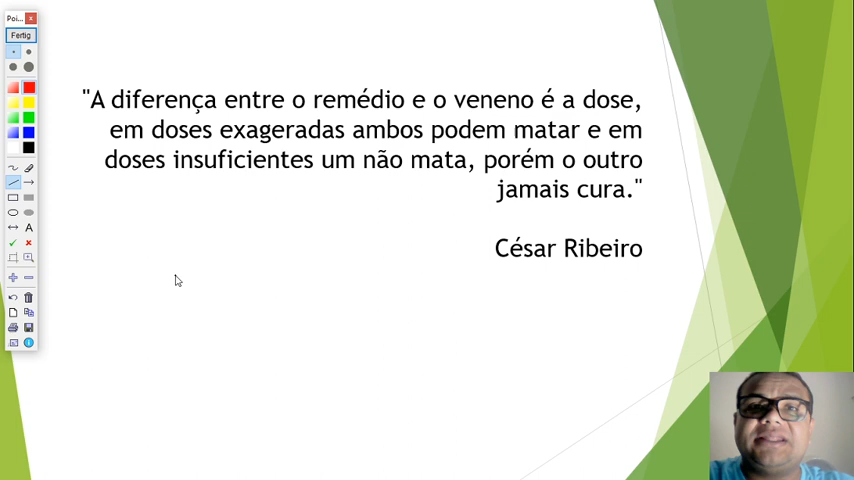 Poi...
Fertig
"A diferença entre o remédio e o veneno é a dose,
em doses exageradas ambos podem matar e em
doses insuficientes um não mata, porém o outro
jamais cura."
César Ribeiro
A